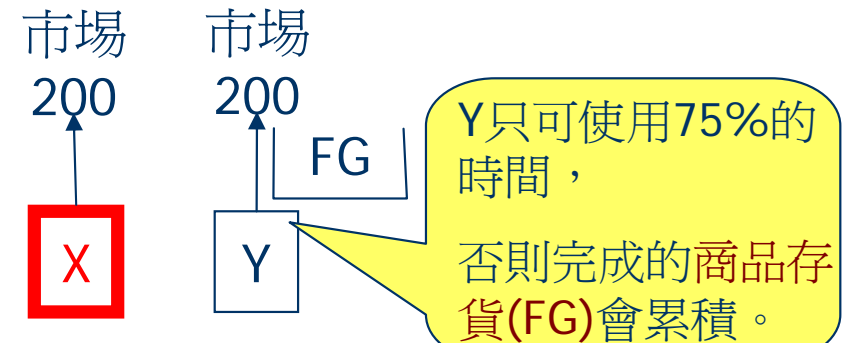 市場
200
市場
200
FG
X
Y
Y只可使用75%的
時間，
否則完成的商品存
貨(FG)會累積。